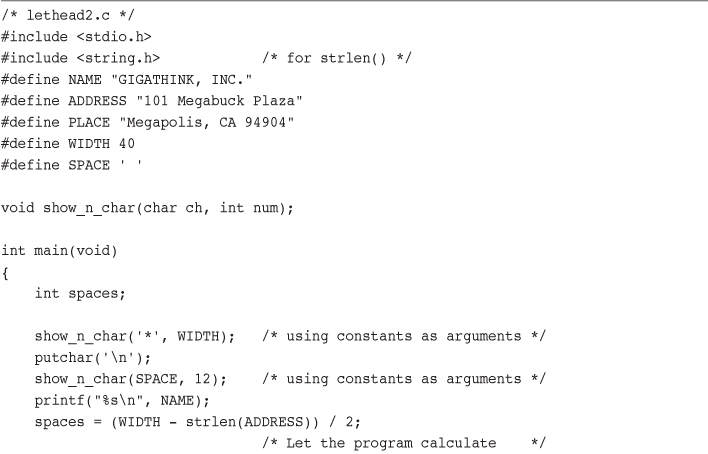 /* lethead2.c */
#include <stdio.h>
#include <string.h>            /* for strlen() */
#define NAME "GIGATHINK, INC."
#define ADDRESS "101 Megabuck Plaza"
#define PLACE "Megapolis, CA 94904"
#define WIDTH 40
#define SPACE ' '

void show_n_char(char ch, int num);

int main(void)
{
    int spaces;

    show_n_char('*', WIDTH);   /* using constants as arguments */
    putchar('\n');
    show_n_char(SPACE, 12);    /* using constants as arguments */
    printf("%s\n", NAME);
    spaces = (WIDTH - strlen(ADDRESS)) / 2;
                               /* Let the program calculate    */